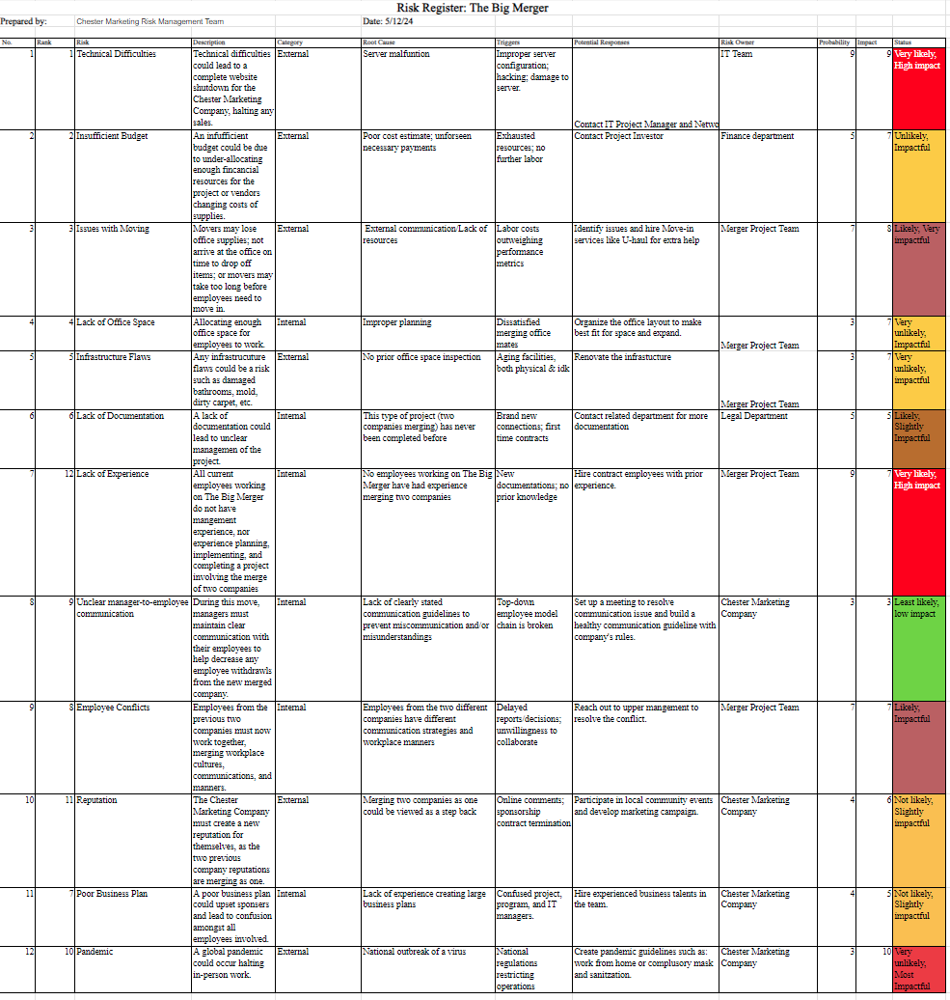 Risk Register: The Big Merger
Prepared by: Chester Marketing Risk Management Team Date: 5/12/24
No. Rank Risk Description Category Root Cause Triggers Potential Responses Risk Owner Probability Impact Status
1 1 Technical Difficulties Technical difficulties External Server malfuntion Improper server IT Team 9 9 Very likely,
could lead to a configuration; High impact
complete website hacking; damage to
shutdown for the server.
Chester Marketing
Company, halting any
sales. Contact IT Project Manager and Netwo
2 2 Insufficient Budget An infufficient External Poor cost estimate; unforseen Exhausted Contact Project Investor Finance department 5 7 Unlikely,
budget could be due necessary payments resources; no Impactful
to under-allocating further labor
enough fincancial
resources for the
project or vendors
changing costs of
supplies.
3 3 Issues with Moving Movers may lose External External communication/Lack of Labor costs Identify issues and hire Move-in Merger Project Team 7 8 Likely, Very
office supplies; not resources outweighing services like U-haul for extra help impactful
arrive at the office on performance
time to drop off metrics
items; or movers may
take too long before
employees need to
move in.
4 4 Lack of Office Space Allocating enough Internal Improper planning Dissatisfied Organize the office layout to make 3 7 Very
office space for merging office best fit for space and expand. unlikely,
employees to work. mates Merger Project Team Impactful
5 5 Infrastructure Flaws Any infrastrucuture External No prior office space inspection Aging facilities, Renovate the infrastucture 3 7 Very
flaws could be a risk both physical & idk unlikely,
such as damaged impactful
bathrooms, mold,
dirty carpet, etc. Merger Project Team
6 6 Lack of Documentation A lack of Internal This type of project (two Brand new Contact related department for more Legal Department 5 5 Likely,
documentation could companies merging) has never connections; first documentation Slightly
lead to unclear been completed before time contracts Impactful
managemen of the
project.
7 12 Lack of Experience All current Internal No employees working on The Big New Hire contract employees with prior Merger Project Team 9 7 Very likely,
employees working Merger have had experience documentations; no experience. High impact
on The Big Merger merging two companies prior knowledge
do not have
mangement
experience, nor
experience planning,
implementing, and
completing a project
involving the merge
of two companies
8 9 Unclear manager-to-employee During this move, Internal Lack of clearly stated Top-down Set up a meeting to resolve Chester Marketing 3 3 Least likely,
communication managers must communication guidelines to employee model communication issue and build a Company low impact
maintain clear prevent miscommunication and/or chain is broken healthy communication guideline with
communication with misunderstandings company's rules.
their employees to
help decrease any
employee withdrawls
from the new merged
company.
9 8 Employee Conflicts Employees from the Internal Employees from the two different Delayed Reach out to upper mangement to Merger Project Team 7 7 Likely,
previous two companies have different reports/decisions; resolve the conflict. Impactful
companies must now communication strategies and unwillingness to
work together, workplace manners collaborate
merging workplace
cultures,
communications, and
manners.
10 11 Reputation The Chester External Merging two companies as one Online comments; Participate in local community events Chester Marketing 4 6 Not likely,
Marketing Company could be viewed as a step back sponsorship and develop marketing campaign. Company Slightly
must create a new contract termination impactful
reputation for
themselves, as the
two previous
company reputations
are merging as one.
11 7 Poor Business Plan A poor business plan Internal Lack of experience creating large Confused project, Hire experienced business talents in Chester Marketing 4 5 Not likely,
could upset sponsers business plans program, and IT the team. Company Slightly
and lead to confusion managers. impactful
amongst all
employees involved.
12 10 Pandemic A global pandemic External National outbreak of a virus National Create pandemic guidelines such as: Chester Marketing 3 10 Very
could occur halting regulations work from home or complusory mask Company unlikely,
in-person work. restricting and sanitzation. Most
operations Impactful